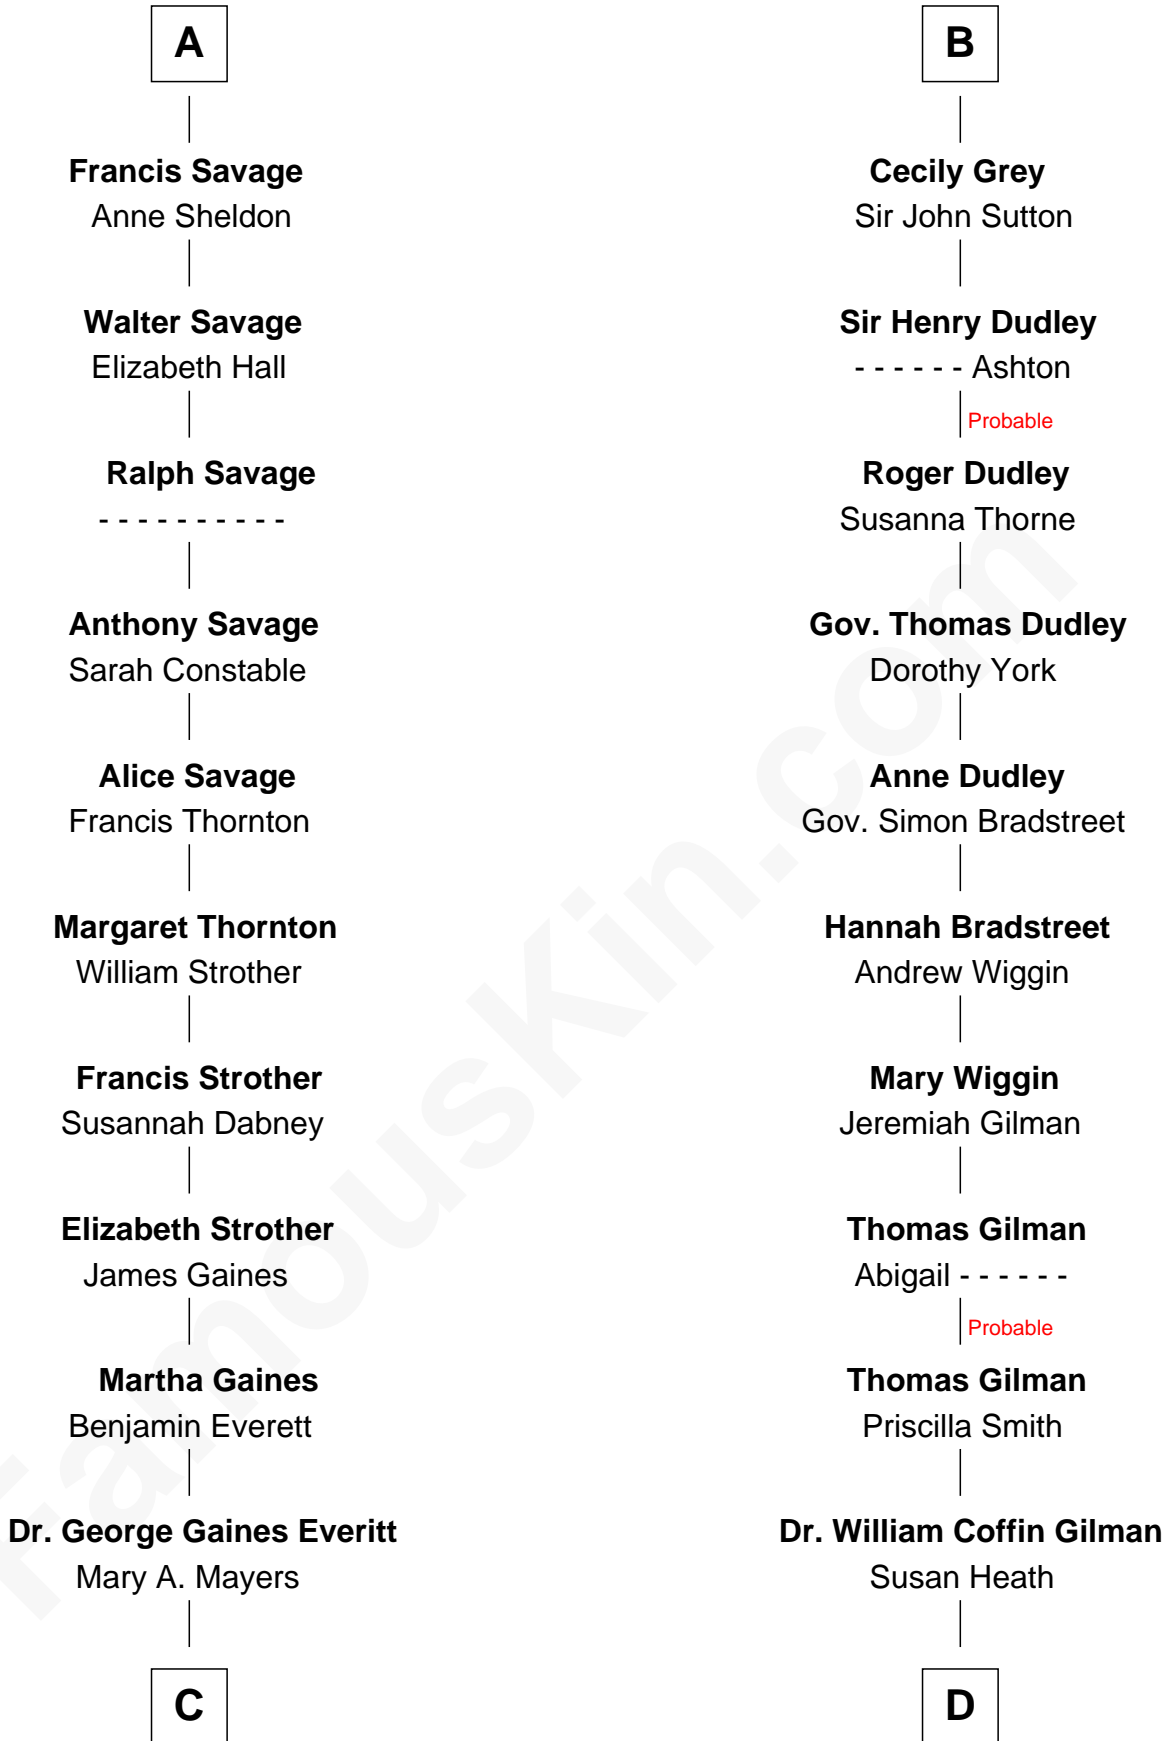 A
Francis Savage
Anne Sheldon
Walter Savage
Elizabeth Hall
Ralph Savage
- - - - - - - - - -
Anthony Savage
Sarah Constable
Alice Savage
Francis Thornton
Margaret Thornton
William Strother
Francis Strother
Susannah Dabney
Elizabeth Strother
James Gaines
Martha Gaines
Benjamin Everett
Dr. George Gaines Everitt
Mary A. Mayers
C
B
Cecily Grey
Sir John Sutton
Sir Henry Dudley
- - - - - - Ashton
Probable
Roger Dudley
Susanna Thorne
Gov. Thomas Dudley
Dorothy York
Anne Dudley
Gov. Simon Bradstreet
Hannah Bradstreet
Andrew Wiggin
Mary Wiggin
Jeremiah Gilman
Thomas Gilman
Abigail - - - - - -
Probable
Thomas Gilman
Priscilla Smith
Dr. William Coffin Gilman
Susan Heath
D
FamousKin.com